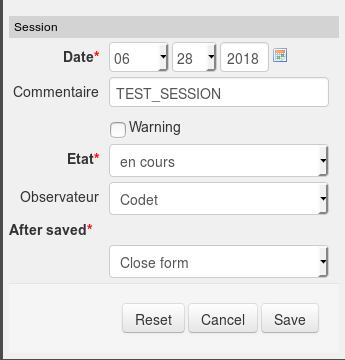 Session
Date* 06 28 2018
Commentaire TEST_SESSION
Warning
Etat* en cours
Observateur Codet
After saved*
Close form
Reset Cancel Save